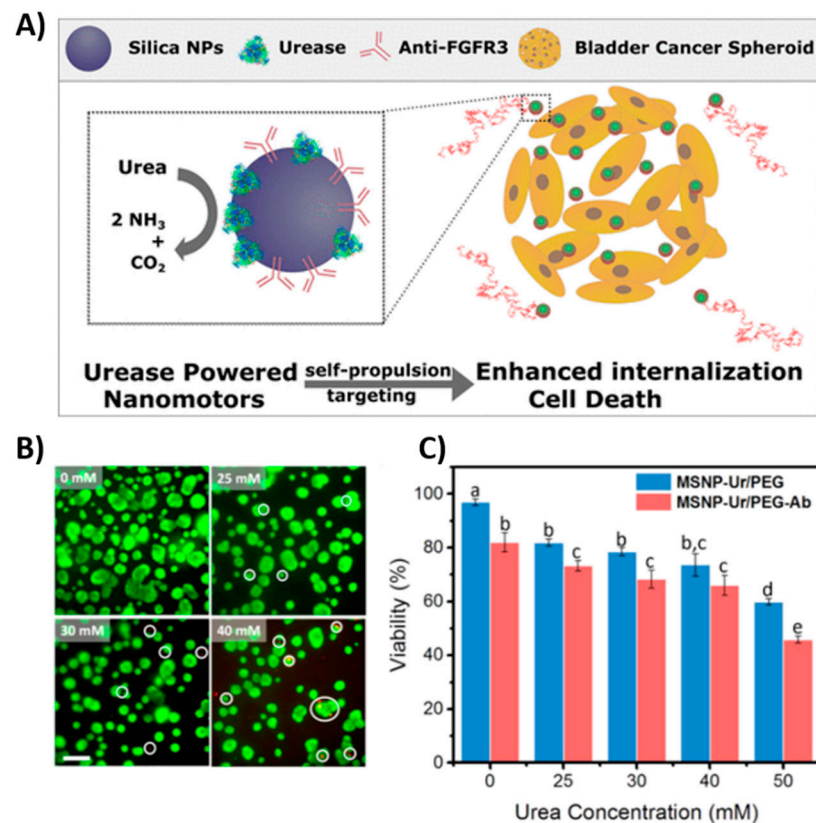 A)
Silica NPs Urease Anti-FGFR3 Bladder Cancer Spheroid
Urea
2 NH3
+
CO2
Urease Powered Nanomotors
self-propulsion
targeting
Enhanced internalization
Cell Death
B)
0 mM
25 mM
30 mM
40 mM
C)
MSNP-Ur/PEG
MSNP-Ur/PEG-Ab
Viability (%)
100
80
60
40
20
0
a
b
b
c
b
c
b,c
c
d
e
0 25 30 40 50
Urea Concentration (mM)